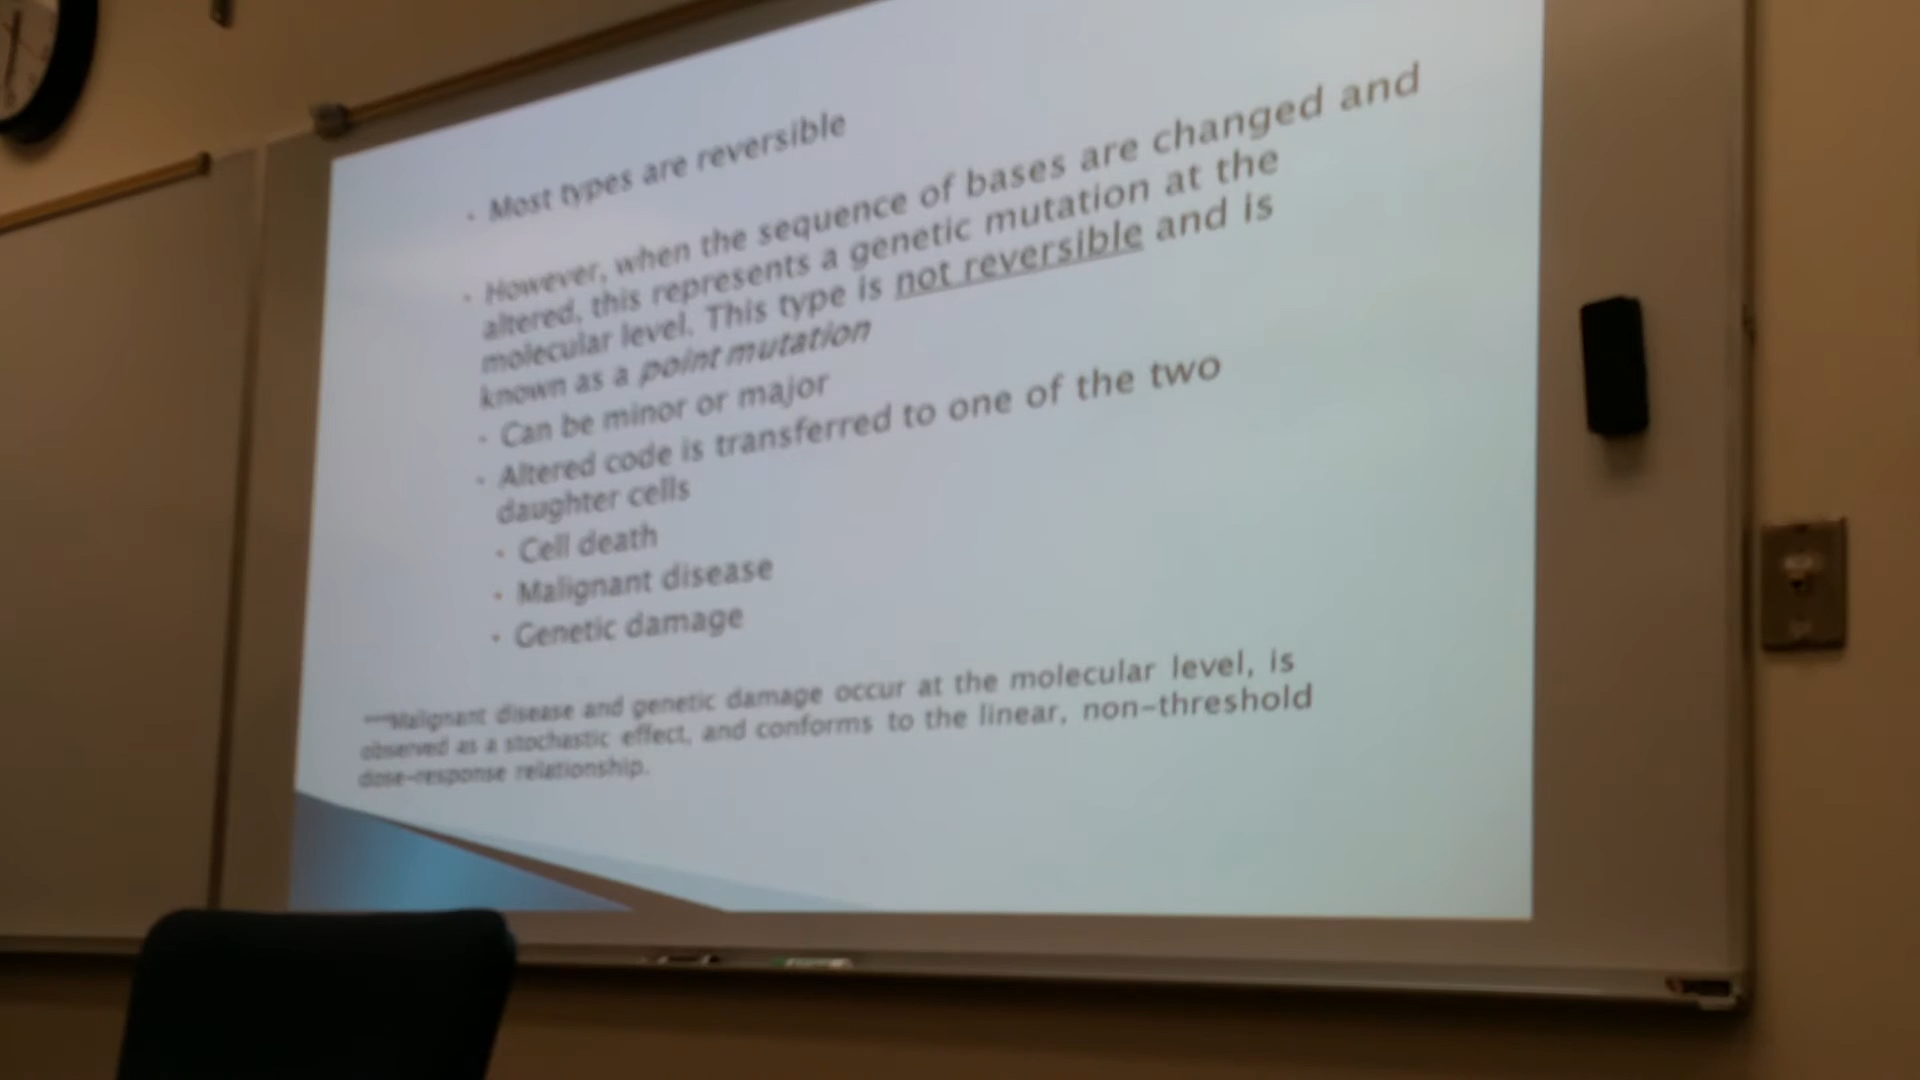 • Most types are reversible
• However, when the sequence of bases are changed and
altered, this represents a genetic mutation at the
molecular level. This type is not reversible and is
known as a point mutation
• Can be minor or major
• Altered code is transferred to one of the two
daughter cells
• Cell death
• Malignant disease
• Genetic damage
***Malignant disease and genetic damage occur at the molecular level, is
observed as a stochastic effect, and conforms to the linear, non-threshold
dose-response relationship.